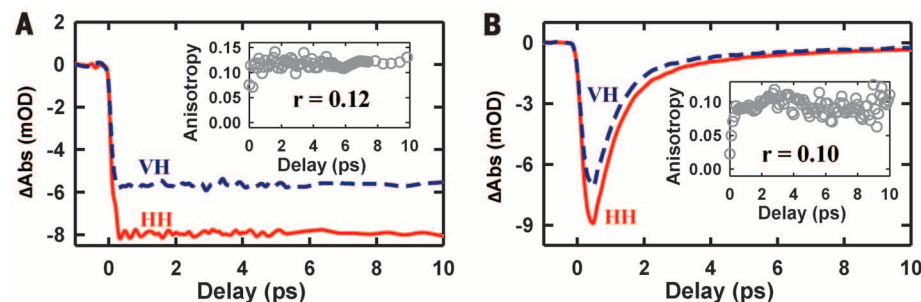 A
2
0
-2
-4
-6
-8
ΔAbs (mOD)
0 2 4 6 8 10
Delay (ps)
VH
HH
0.15
0.10
0.05
0.00
Anisotropy
r = 0.12
0 2 4 6 8 10
Delay (ps)
B
0
-3
-6
-9
ΔAbs (mOD)
0 2 4 6 8 10
Delay (ps)
VH
HH
0.10
0.05
0.00
Anisotropy
r = 0.10
0 2 4 6 8 10
Delay (ps)